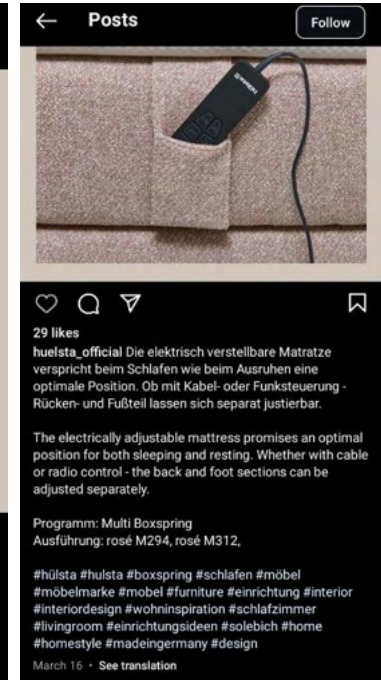 Posts
Follow
29 likes
huelsta_official Die elektrisch verstellbare Matratze
verspricht beim Schlafen wie beim Ausruhen eine
optimale Position. Ob mit Kabel- oder Funksteuerung -
Rücken- und Fußteil lassen sich separat justierbar.
The electrically adjustable mattress promises an optimal
position for both sleeping and resting. Whether with cable
or radio control - the back and foot sections can be
adjusted separately.
Programm: Multi Boxspring
Ausführung: rosé M294, rosé M312,
#hülsta #hulsta #boxspring #schlafen #möbel
#möbelmarke #mobel #furniture #einrichtung #interior
#interiordesign #wohninspiration #schlafzimmer
#livingroom #einrichtungsideen #solebich #home
#homestyle #madeingermany #design
March 16 • See translation